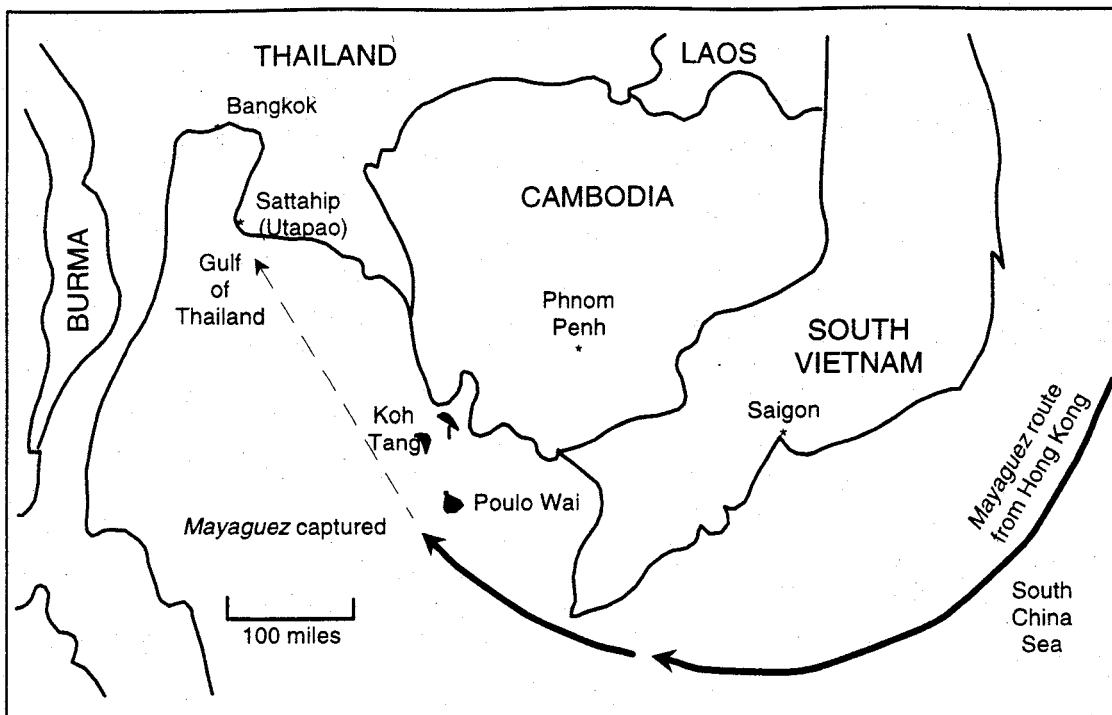 THAILAND
LAOS
Bangkok
CAMBODIA
Sattahip
(Utapao)
BURMA
Gulf
of
Thailand
Phnom
Penh
SOUTH
VIETNAM
Koh
Tang
Saigon
Poulo Wai
Mayaguez captured
Mayaguez route
from Hong Kong
100 miles
South
China
Sea